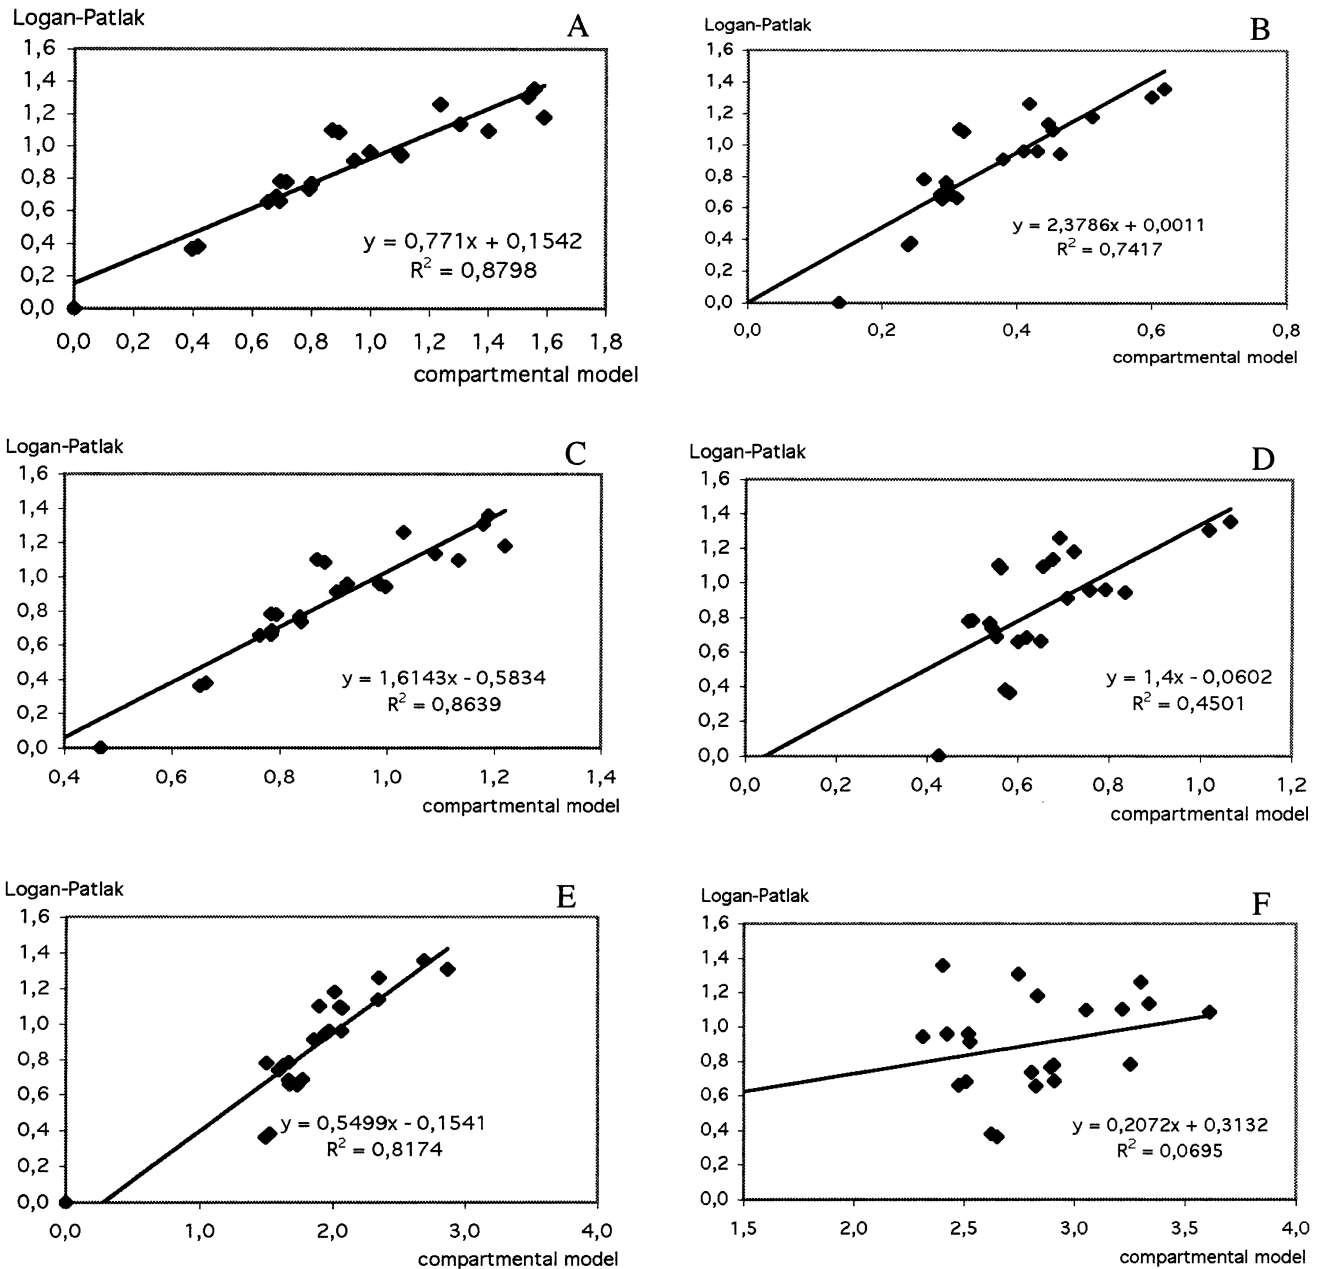 Logan-Patlak
A
1,6
1,4
1,2
1,0
0,8
0,6
0,4
0,2
0,0
y = 0,771x + 0,1542
R² = 0,8798
0,0 0,2 0,4 0,6 0,8 1,0 1,2 1,4 1,6 1,8
compartmental model
Logan-Patlak
B
1,6
1,4
1,2
1,0
0,8
0,6
0,4
0,2
0,0
y = 2,3786x + 0,0011
R² = 0,7417
0,0 0,2 0,4 0,6 0,8
compartmental model
Logan-Patlak
C
1,6
1,4
1,2
1,0
0,8
0,6
0,4
0,2
0,0
y = 1,6143x - 0,5834
R² = 0,8639
0,4 0,6 0,8 1,0 1,2 1,4
compartmental model
Logan-Patlak
D
1,6
1,4
1,2
1,0
0,8
0,6
0,4
0,2
0,0
y = 1,4x - 0,0602
R² = 0,4501
0,0 0,2 0,4 0,6 0,8 1,0 1,2
compartmental model
Logan-Patlak
E
1,6
1,4
1,2
1,0
0,8
0,6
0,4
0,2
0,0
y = 0,5499x - 0,1541
R² = 0,8174
0,0 1,0 2,0 3,0 4,0
compartmental model
Logan-Patlak
F
1,6
1,4
1,2
1,0
0,8
0,6
0,4
0,2
0,0
y = 0,2072x + 0,3132
R² = 0,0695
1,5 2,0 2,5 3,0 3,5 4,0
compartmental model